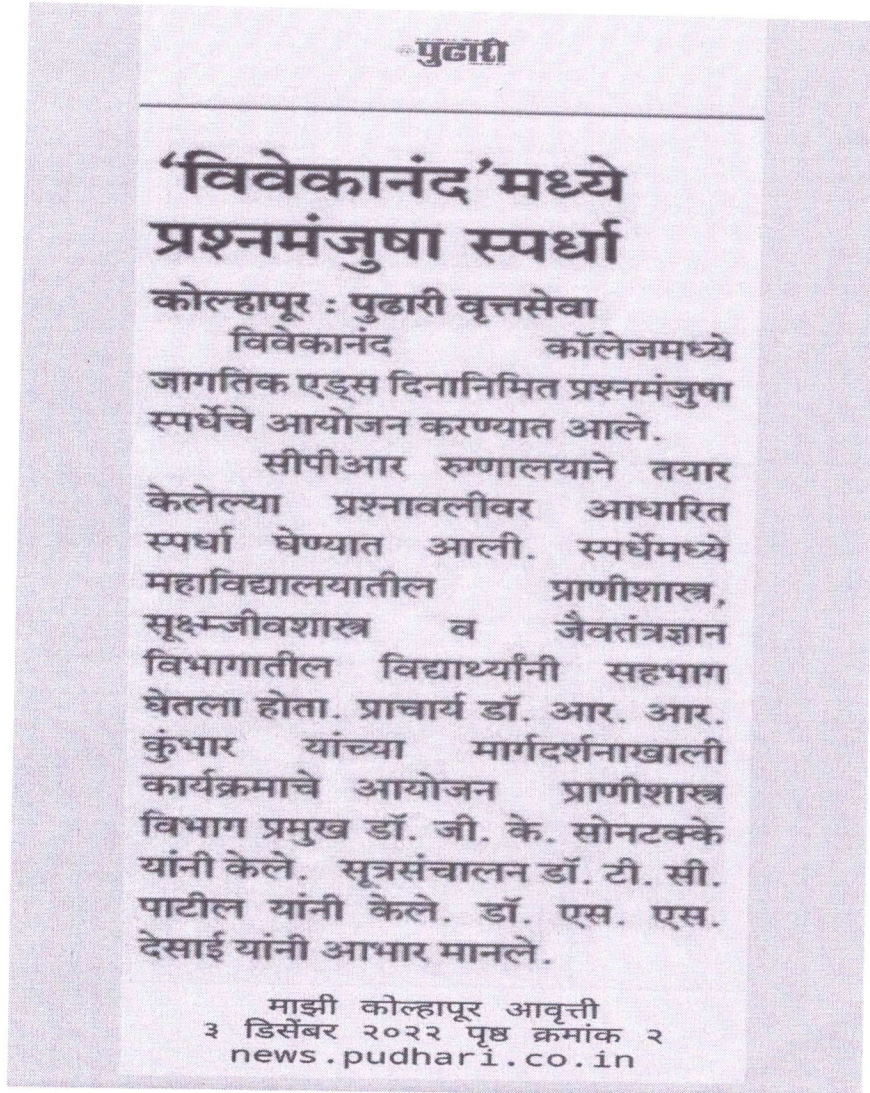 पुढारी
‘विवेकानंद’मध्ये
प्रश्नमंजुषा स्पर्धा
कोल्हापूर : पुढारी वृत्तसेवा
विवेकानंद कॉलेजमध्ये
जागतिक एड्स दिनानिमित प्रश्नमंजुषा
स्पर्धेचे आयोजन करण्यात आले.
सीपीआर रुग्णालयाने तयार
केलेल्या प्रश्नावलीवर आधारित
स्पर्धा घेण्यात आली. स्पर्धेमध्ये
महाविद्यालयातील प्राणीशास्त्र,
सूक्ष्म्जीवशास्त्र व जैवतंत्रज्ञान
विभागातील विद्यार्थ्यांनी सहभाग
घेतला होता. प्राचार्य डॉ. आर. आर.
कुंभार यांच्या मार्गदर्शनाखाली
कार्यक्रमाचे आयोजन प्राणीशास्त्र
विभाग प्रमुख डॉ. जी. के. सोनटक्के
यांनी केले. सूत्रसंचालन डॉ. टी. सी.
पाटील यांनी केले. डॉ. एस. एस.
देसाई यांनी आभार मानले.
माझी कोल्हापूर आवृत्ती
३ डिसेंबर २०२२ पृष्ठ क्रमांक २
news.pudhari.co.in